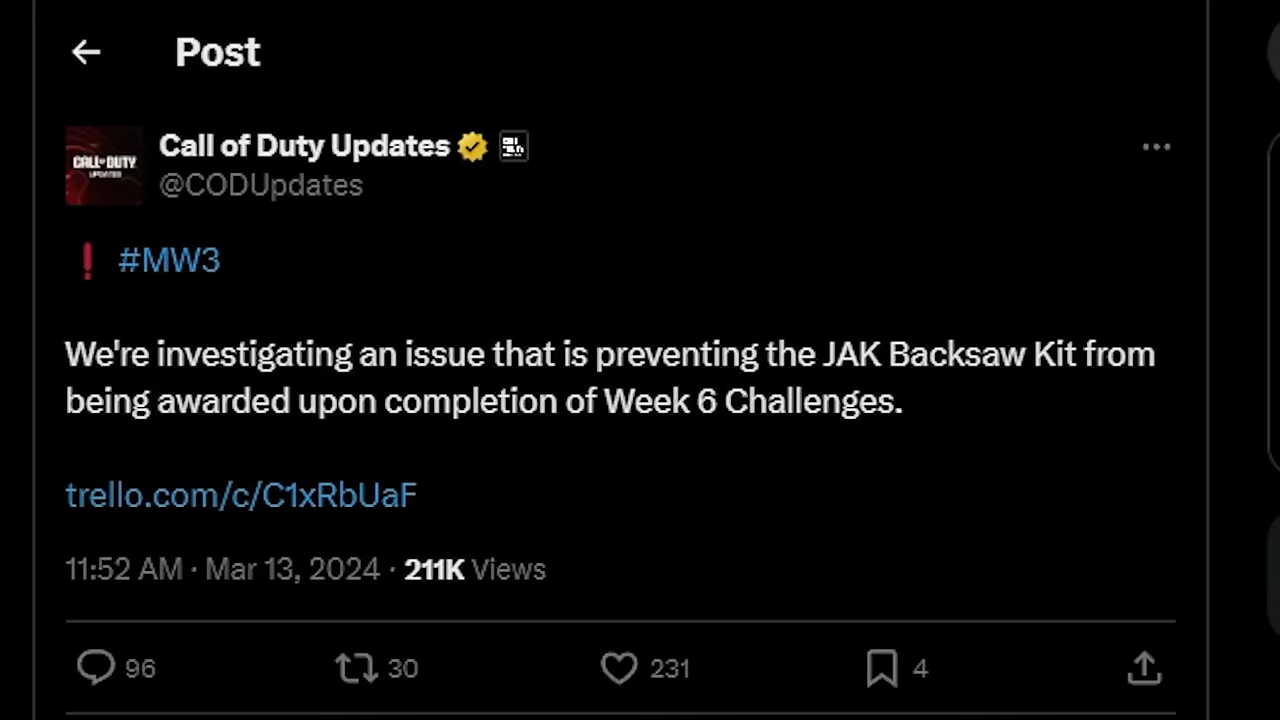 Post
CALL OF DUTY
UPDATES
Call of Duty Updates
@CODUpdates
❗ #MW3
We're investigating an issue that is preventing the JAK Backsaw Kit from
being awarded upon completion of Week 6 Challenges.
trello.com/c/C1xRbUaF
11:52 AM · Mar 13, 2024 · 211K Views
96 30 231 4